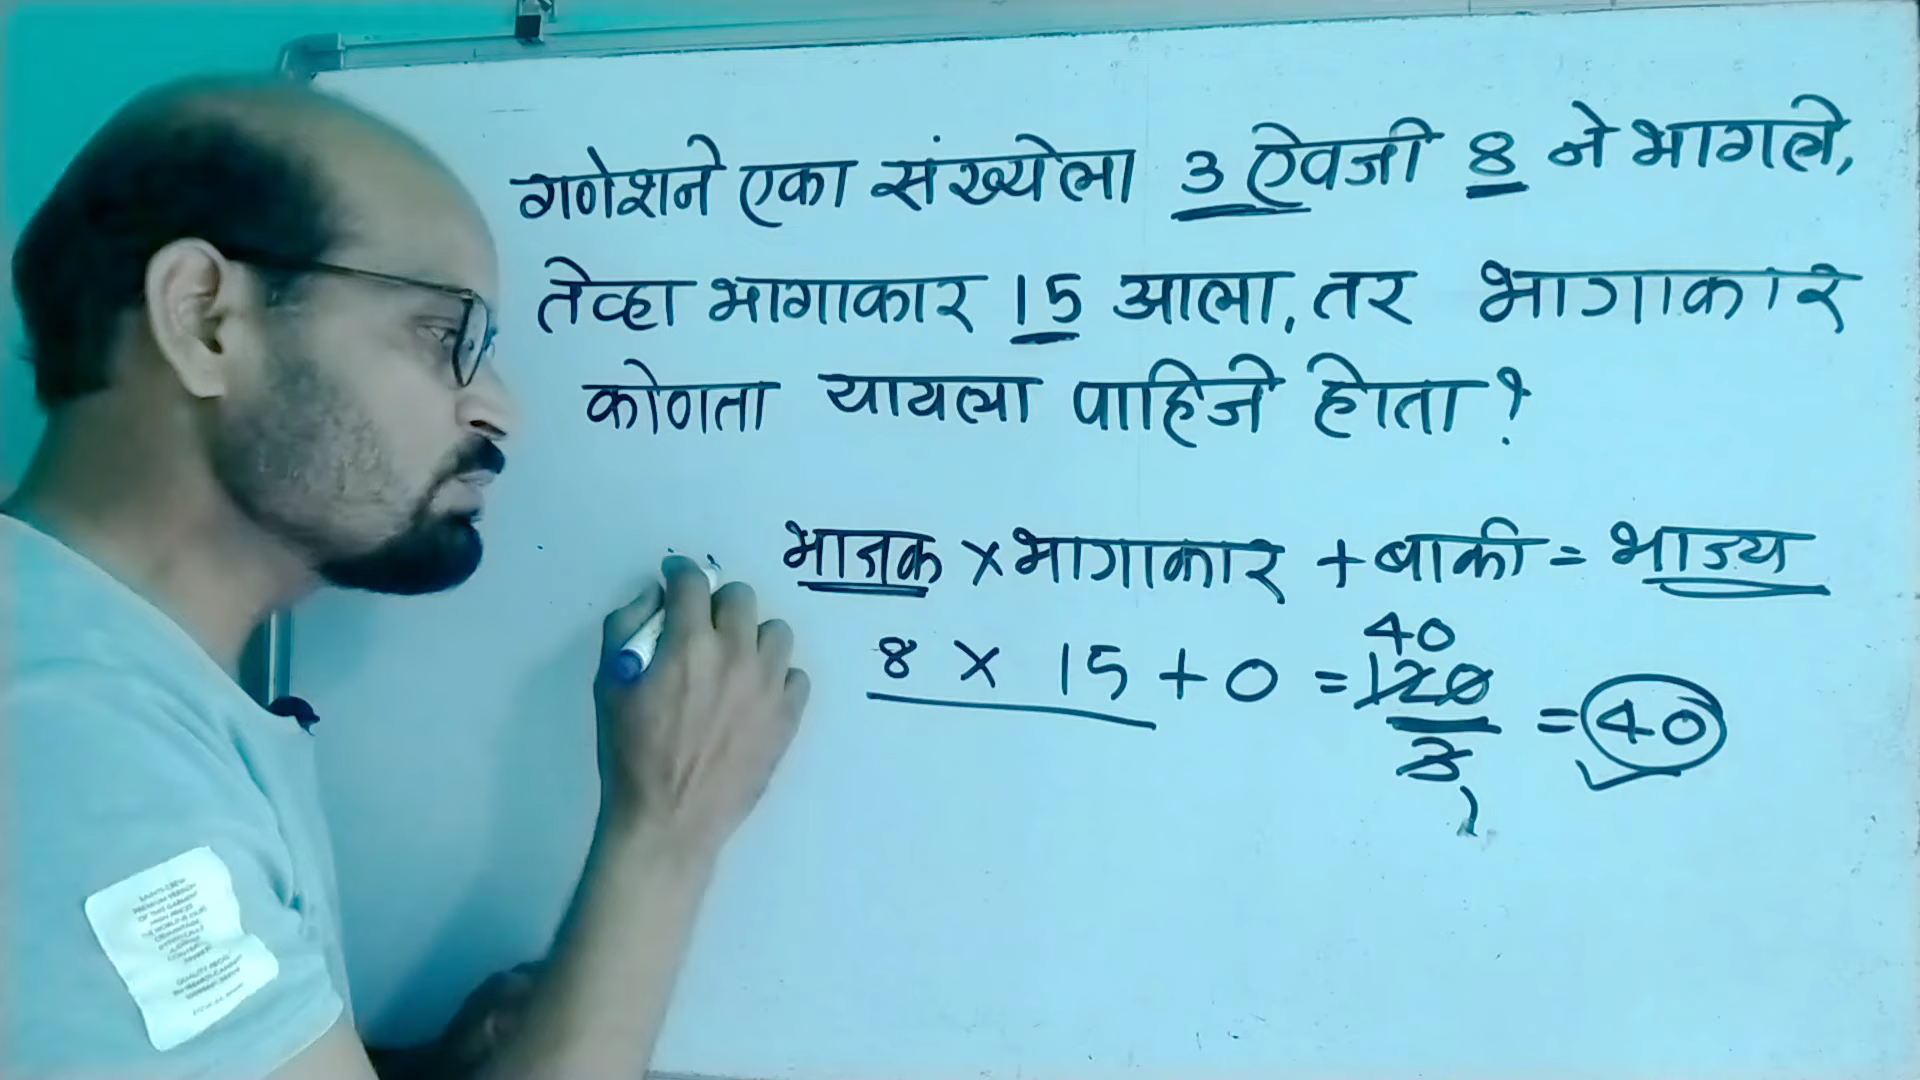 गणेशने एका संख्येला 3 ऐवजी 8 ने भागले,
तेव्हा भागाकार 15 आला, तर भागाकार
कोणता यायला पाहिजे होता?
भाजक × भागाकार + बाकी = भाज्य
40
8 × 15 + 0 = 120 = 40
3
1